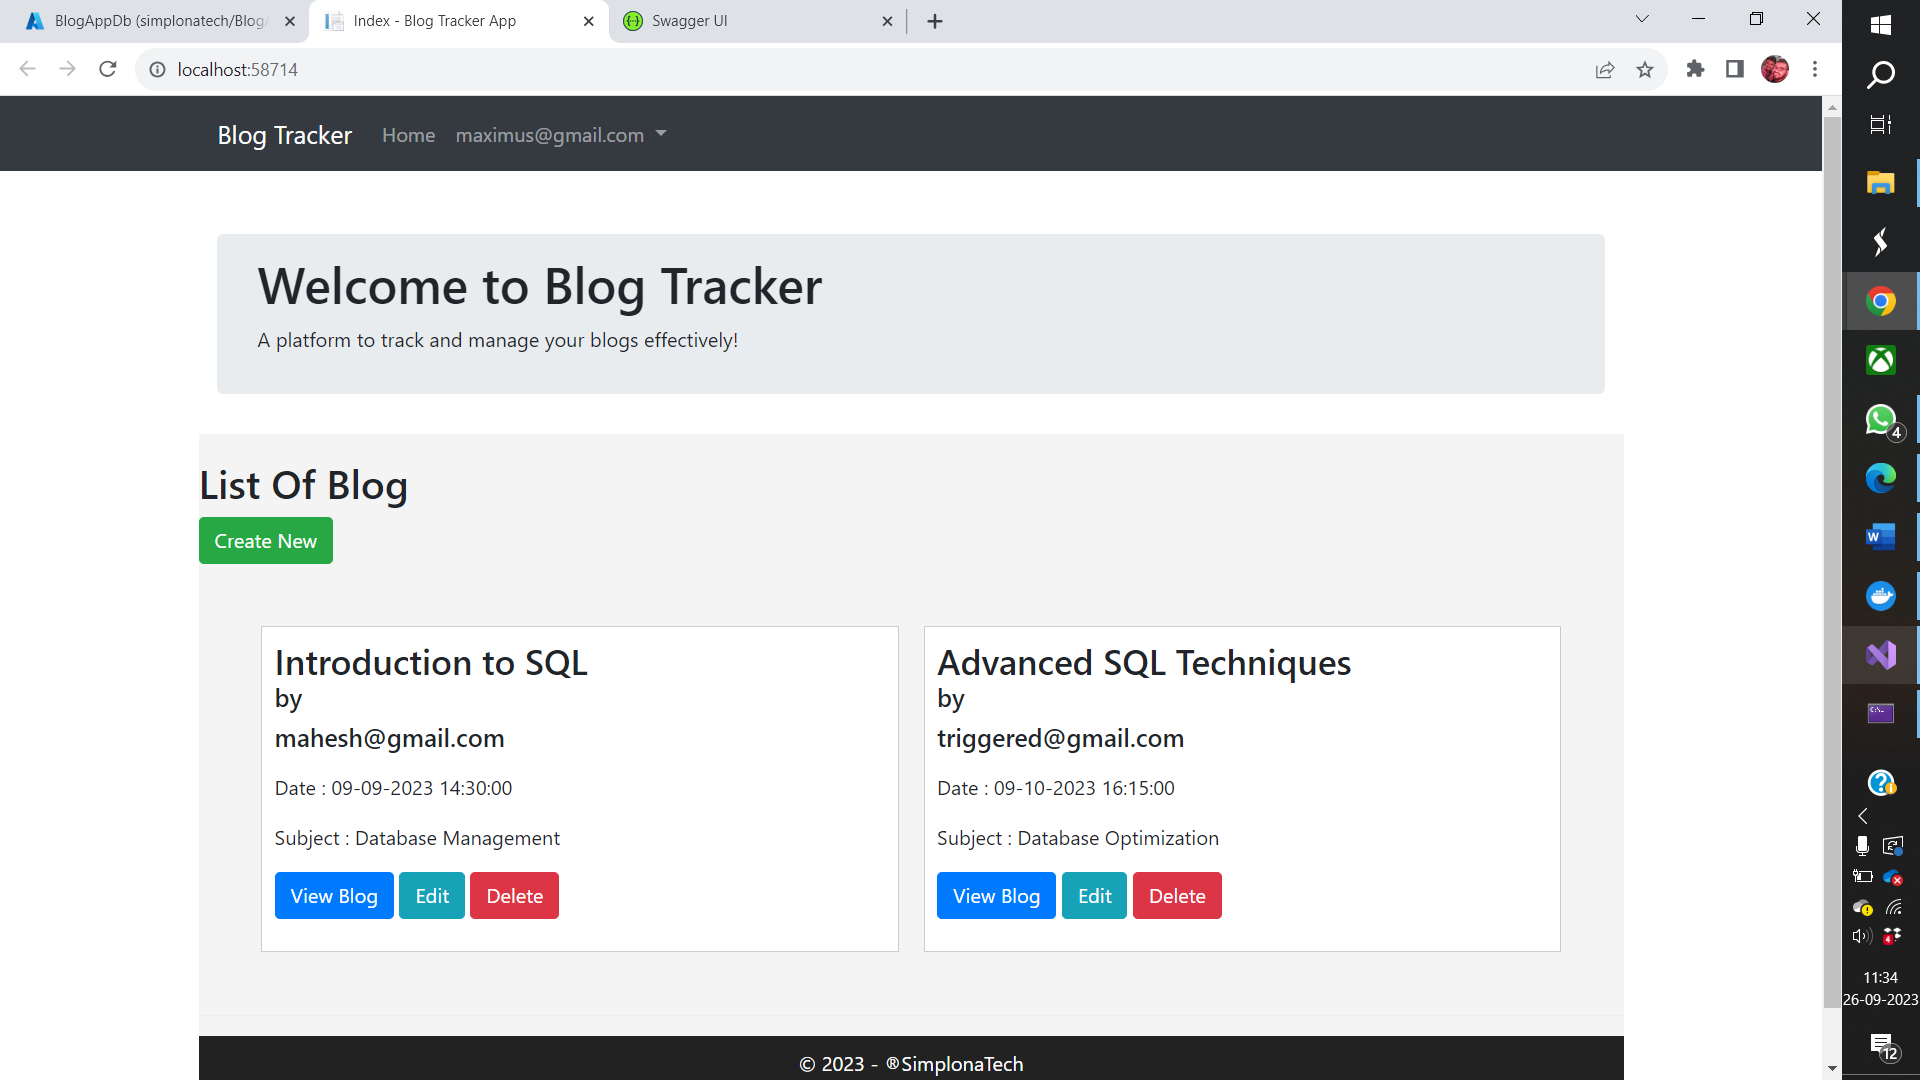 BlogAppDb (simplonatech/Blog
Index - Blog Tracker App
Swagger UI
localhost:58714
Blog Tracker
Home
maximus@gmail.com
Welcome to Blog Tracker
A platform to track and manage your blogs effectively!
List Of Blog
Create New
Introduction to SQL
by
mahesh@gmail.com
Date : 09-09-2023 14:30:00
Subject : Database Management
View Blog Edit Delete
Advanced SQL Techniques
by
triggered@gmail.com
Date : 09-10-2023 16:15:00
Subject : Database Optimization
View Blog Edit Delete
© 2023 - ®SimplonaTech
4
4
11:34
26-09-2023
12